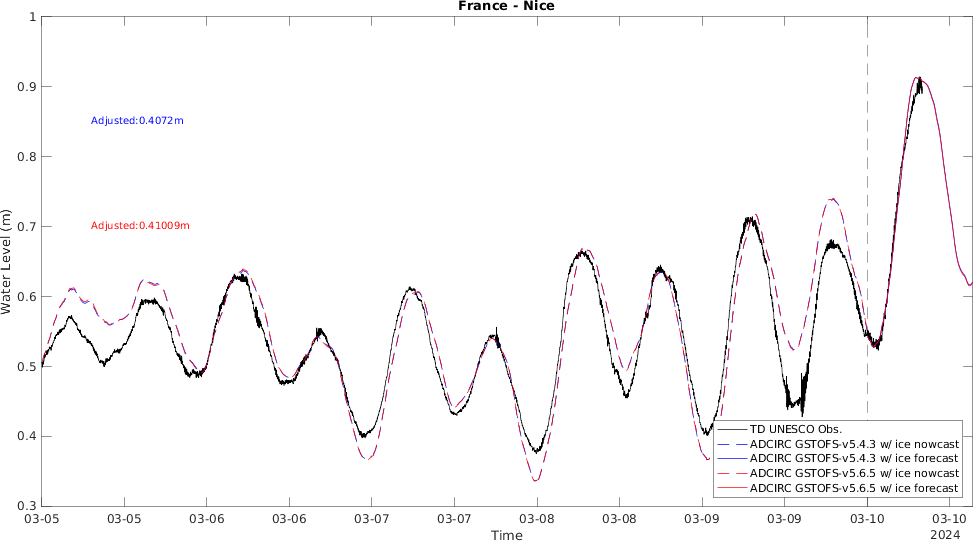 France - Nice
1
0.9
0.8
0.7
0.6
0.5
0.4
0.3
Water Level (m)
Adjusted:0.4072m
Adjusted:0.41009m
TD UNESCO Obs.
ADCIRC GSTOFS-v5.4.3 w/ ice nowcast
ADCIRC GSTOFS-v5.4.3 w/ ice forecast
ADCIRC GSTOFS-v5.6.5 w/ ice nowcast
ADCIRC GSTOFS-v5.6.5 w/ ice forecast
03-05 03-05 03-06 03-06 03-07 03-07 03-08 03-08 03-09 03-09 03-10 03-10
2024
Time